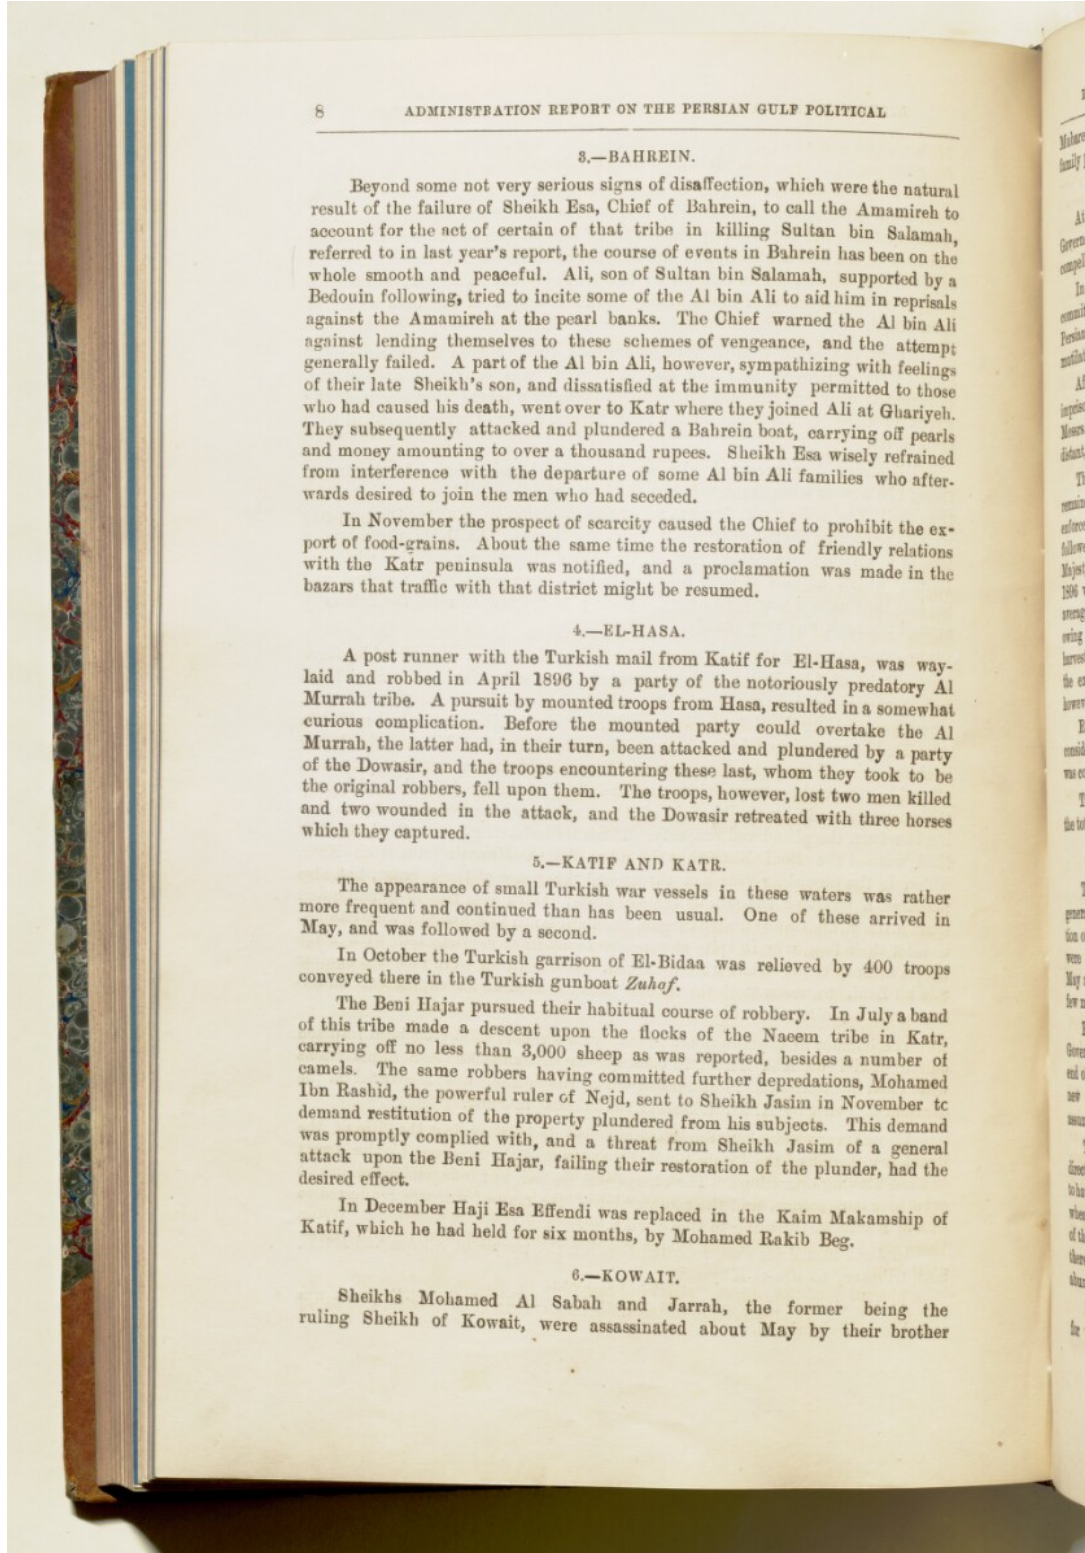 8 ADMINISTRATION REPORT ON THE PERSIAN GULF POLITICAL
3.—BAHREIN.
Beyond some not very serious signs of disaffection, which were the natural
result of the failure of Sheikh Esa, Chief of Bahrein, to call the Amamireh to
account for the act of certain of that tribe in killing Sultan bin Salamah,
referred to in last year's report, the course of events in Bahrein has been on the
whole smooth and peaceful. Ali, son of Sultan bin Salamah, supported by a
Bedouin following, tried to incite some of the Al bin Ali to aid him in reprisals
against the Amamireh at the pearl banks. The Chief warned the Al bin Ali
against lending themselves to these schemes of vengeance, and the attempt
generally failed. A part of the Al bin Ali, however, sympathizing with feelings
of their late Sheikh's son, and dissatisfied at the immunity permitted to those
who had caused his death, went over to Katr where they joined Ali at Ghariyeh.
They subsequently attacked and plundered a Bahrein boat, carrying off pearls
and money amounting to over a thousand rupees. Sheikh Esa wisely refrained
from interference with the departure of some Al bin Ali families who after-
wards desired to join the men who had seceded.
In November the prospect of scarcity caused the Chief to prohibit the ex-
port of food-grains. About the same time the restoration of friendly relations
with the Katr peninsula was notified, and a proclamation was made in the
bazars that traffic with that district might be resumed.
4.—EL-HASA.
A post runner with the Turkish mail from Katif for El-Hasa, was way-
laid and robbed in April 1896 by a party of the notoriously predatory Al
Murrah tribe. A pursuit by mounted troops from Hasa, resulted in a somewhat
curious complication. Before the mounted party could overtake the Al
Murrah, the latter had, in their turn, been attacked and plundered by a party
of the Dowasir, and the troops encountering these last, whom they took to be
the original robbers, fell upon them. The troops, however, lost two men killed
and two wounded in the attack, and the Dowasir retreated with three horses
which they captured.
5.—KATIF AND KATR.
The appearance of small Turkish war vessels in these waters was rather
more frequent and continued than has been usual. One of these arrived in
May, and was followed by a second.
In October the Turkish garrison of El-Bidaa was relieved by 400 troops
conveyed there in the Turkish gunboat Zuhaf.
The Beni Hajar pursued their habitual course of robbery. In July a band
of this tribe made a descent upon the flocks of the Naeem tribe in Katr,
carrying off no less than 3,000 sheep as was reported, besides a number of
camels. The same robbers having committed further depredations, Mohamed
Ibn Rashid, the powerful ruler of Nejd, sent to Sheikh Jasim in November to
demand restitution of the property plundered from his subjects. This demand
was promptly complied with, and a threat from Sheikh Jasim of a general
attack upon the Beni Hajar, failing their restoration of the plunder, had the
desired effect.
In December Haji Esa Effendi was replaced in the Kaim Makamship of
Katif, which he had held for six months, by Mohamed Rakib Beg.
6.—KOWAIT.
Sheikhs Mohamed Al Sabah and Jarrah, the former being the
ruling Sheikh of Kowait, were assassinated about May by their brother